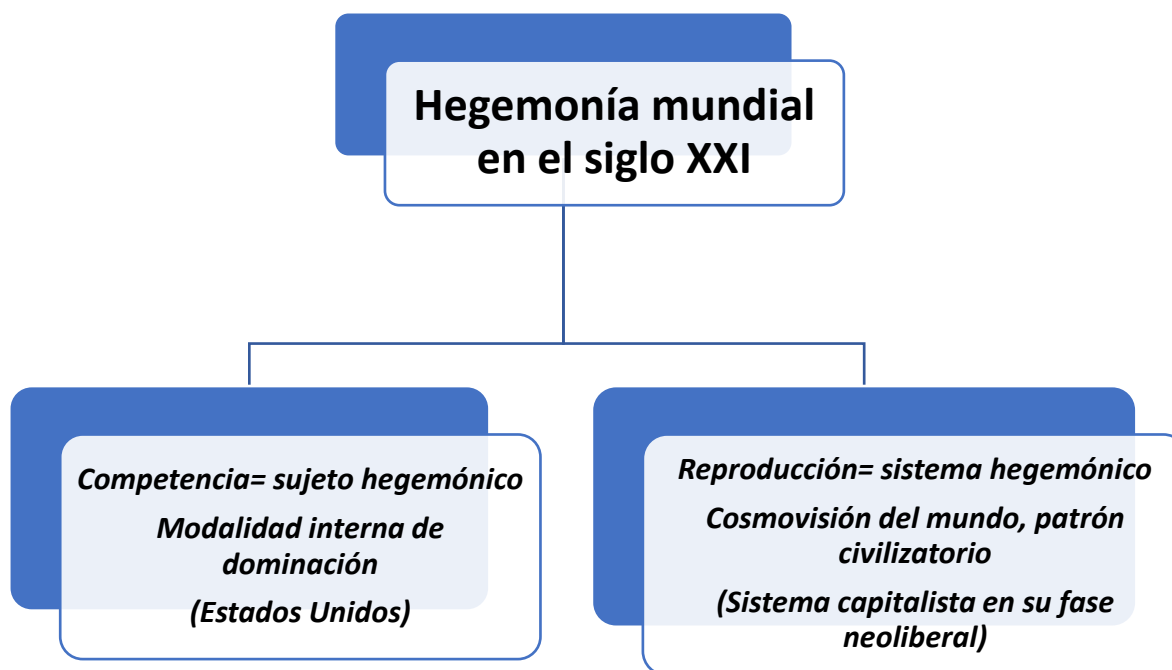 Hegemonía mundial
en el siglo XXI
Competencia= sujeto hegemónico
Modalidad interna de
dominación
(Estados Unidos)
Reproducción= sistema hegemónico
Cosmovisión del mundo, patrón
civilizatorio
(Sistema capitalista en su fase
neoliberal)